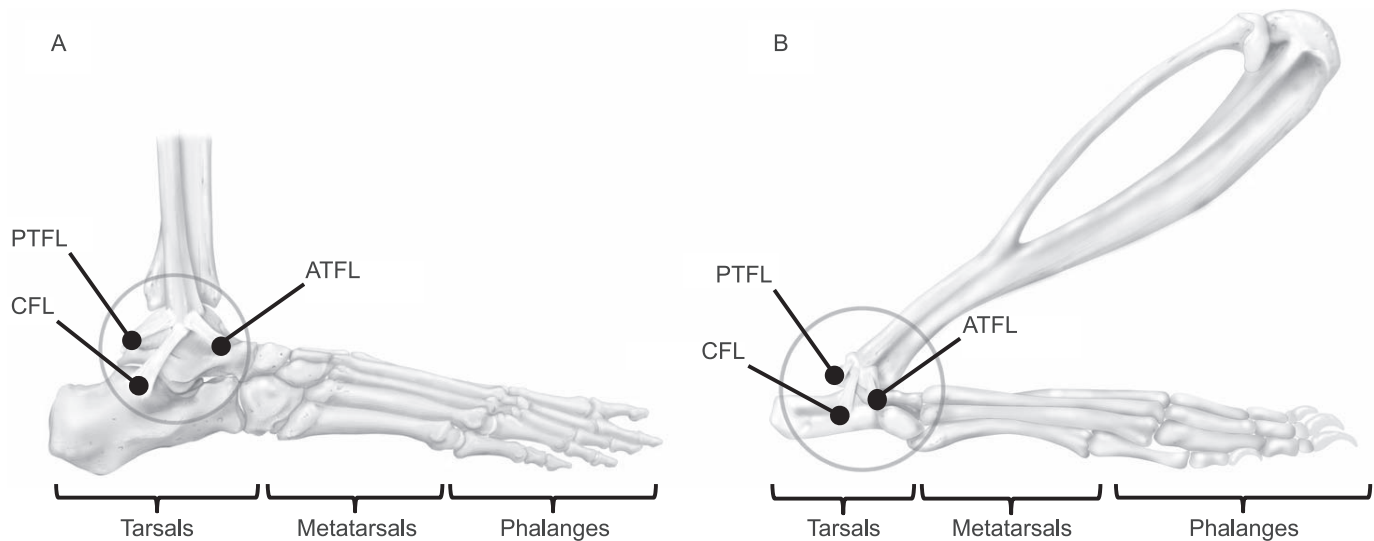 A
PTFL
ATFL
CFL
Tarsals
Metatarsals
Phalanges
B
PTFL
ATFL
CFL
Tarsals
Metatarsals
Phalanges